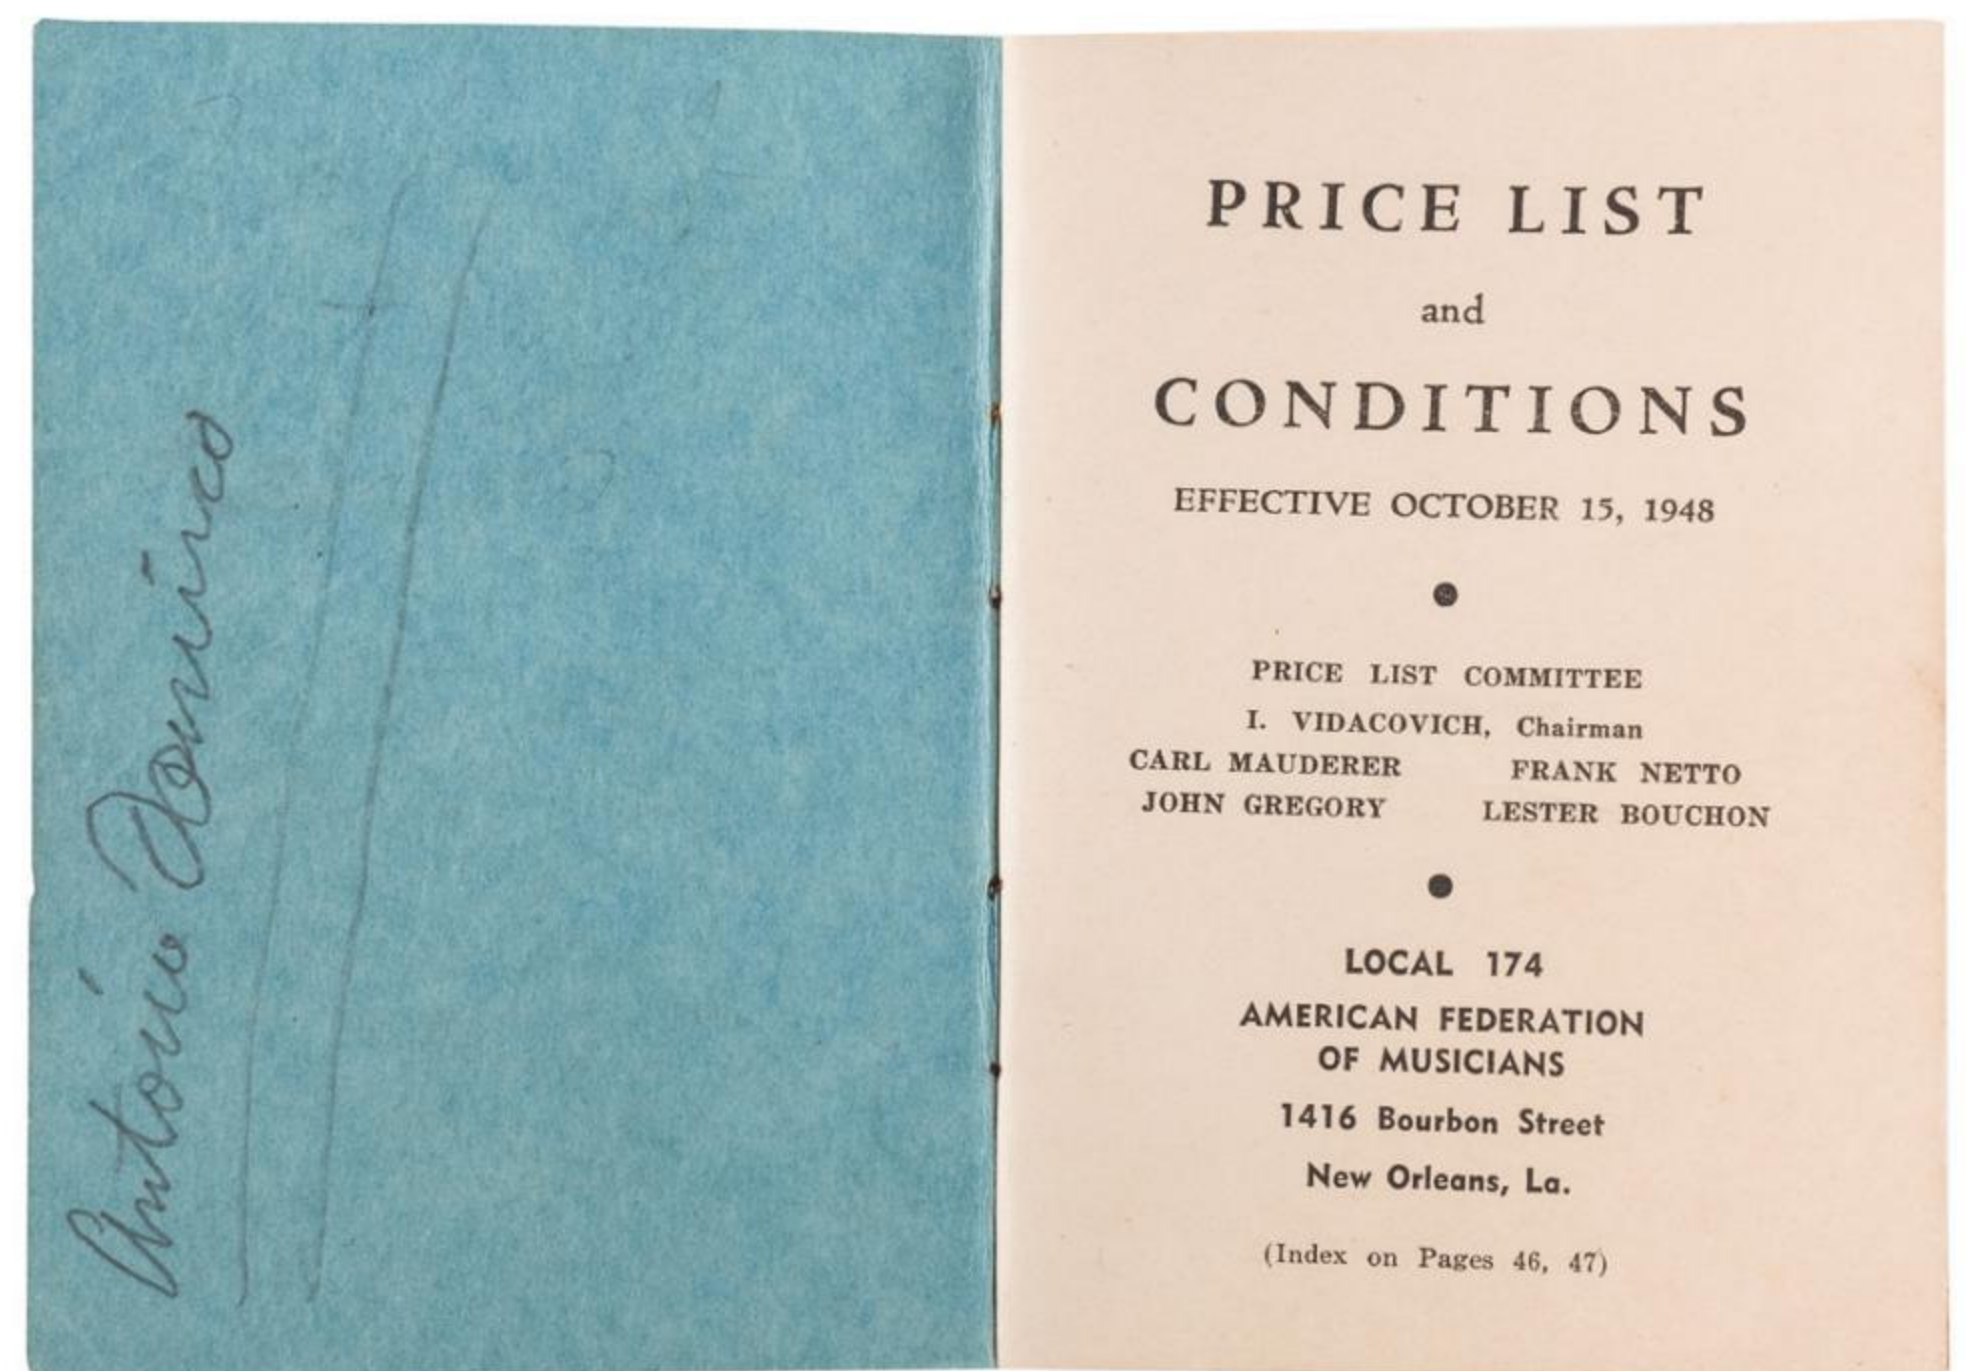 Antonio Domino
PRICE LIST
and
CONDITIONS
EFFECTIVE OCTOBER 15, 1948
PRICE LIST COMMITTEE
I. VIDACOVICH, Chairman
CARL MAUDERER FRANK NETTO
JOHN GREGORY LESTER BOUCHON
LOCAL 174
AMERICAN FEDERATION
OF MUSICIANS
1416 Bourbon Street
New Orleans, La.
(Index on Pages 46, 47)